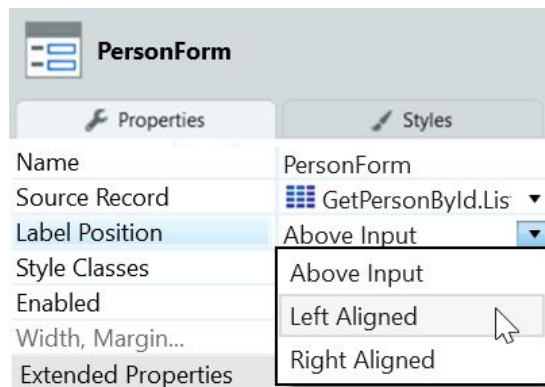 PersonForm
Properties Styles
Name PersonForm
Source Record GetPersonById.Lis
Label Position Above Input
Style Classes Above Input
Enabled Left Aligned
Width, Margin...
Extended Properties Right Aligned